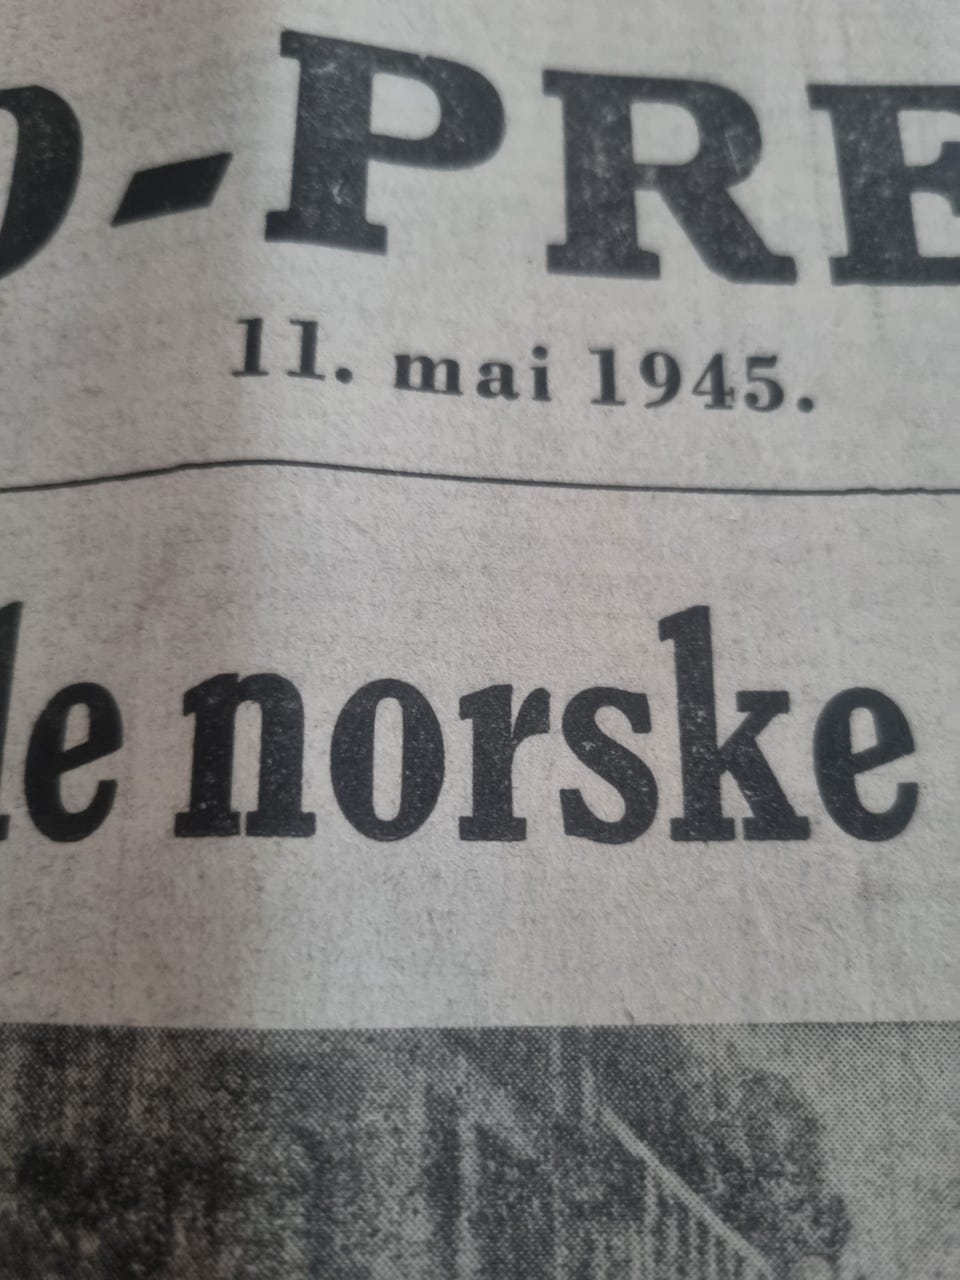 O-PRE
11. mai 1945.
le norske